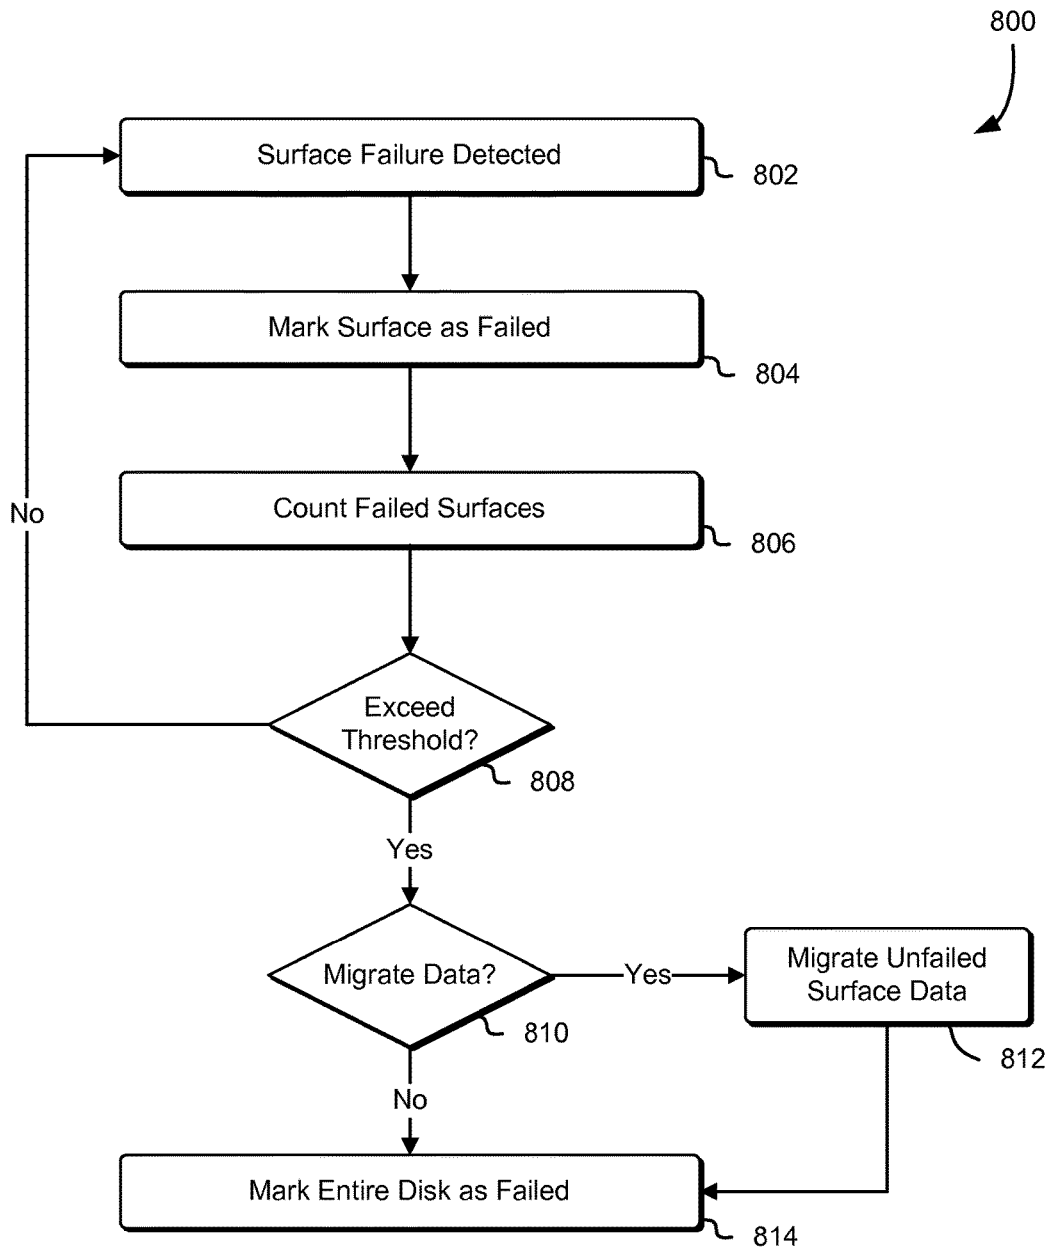 800
Surface Failure Detected
802
Mark Surface as Failed
804
Count Failed Surfaces
No
806
Exceed
Threshold?
808
Yes
Migrate Data?
Yes
Migrate Unfailed
Surface Data
810
812
No
Mark Entire Disk as Failed
814